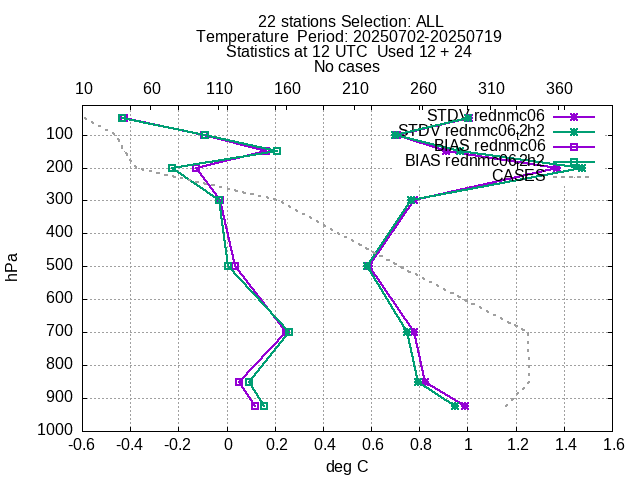 22 stations Selection: ALL
Temperature  Period: 20250702-20250719
Statistics at 12 UTC  Used 12 + 24
No cases
10 60 110 160 210 260 310 360
STDV rednmc06
STDV rednmc06t2h2
BIAS rednmc06
BIAS rednmc06t2h2
CASES
100
200
300
400
500
600
700
800
900
1000
hPa
-0.6 -0.4 -0.2 0 0.2 0.4 0.6 0.8 1 1.2 1.4 1.6
deg C